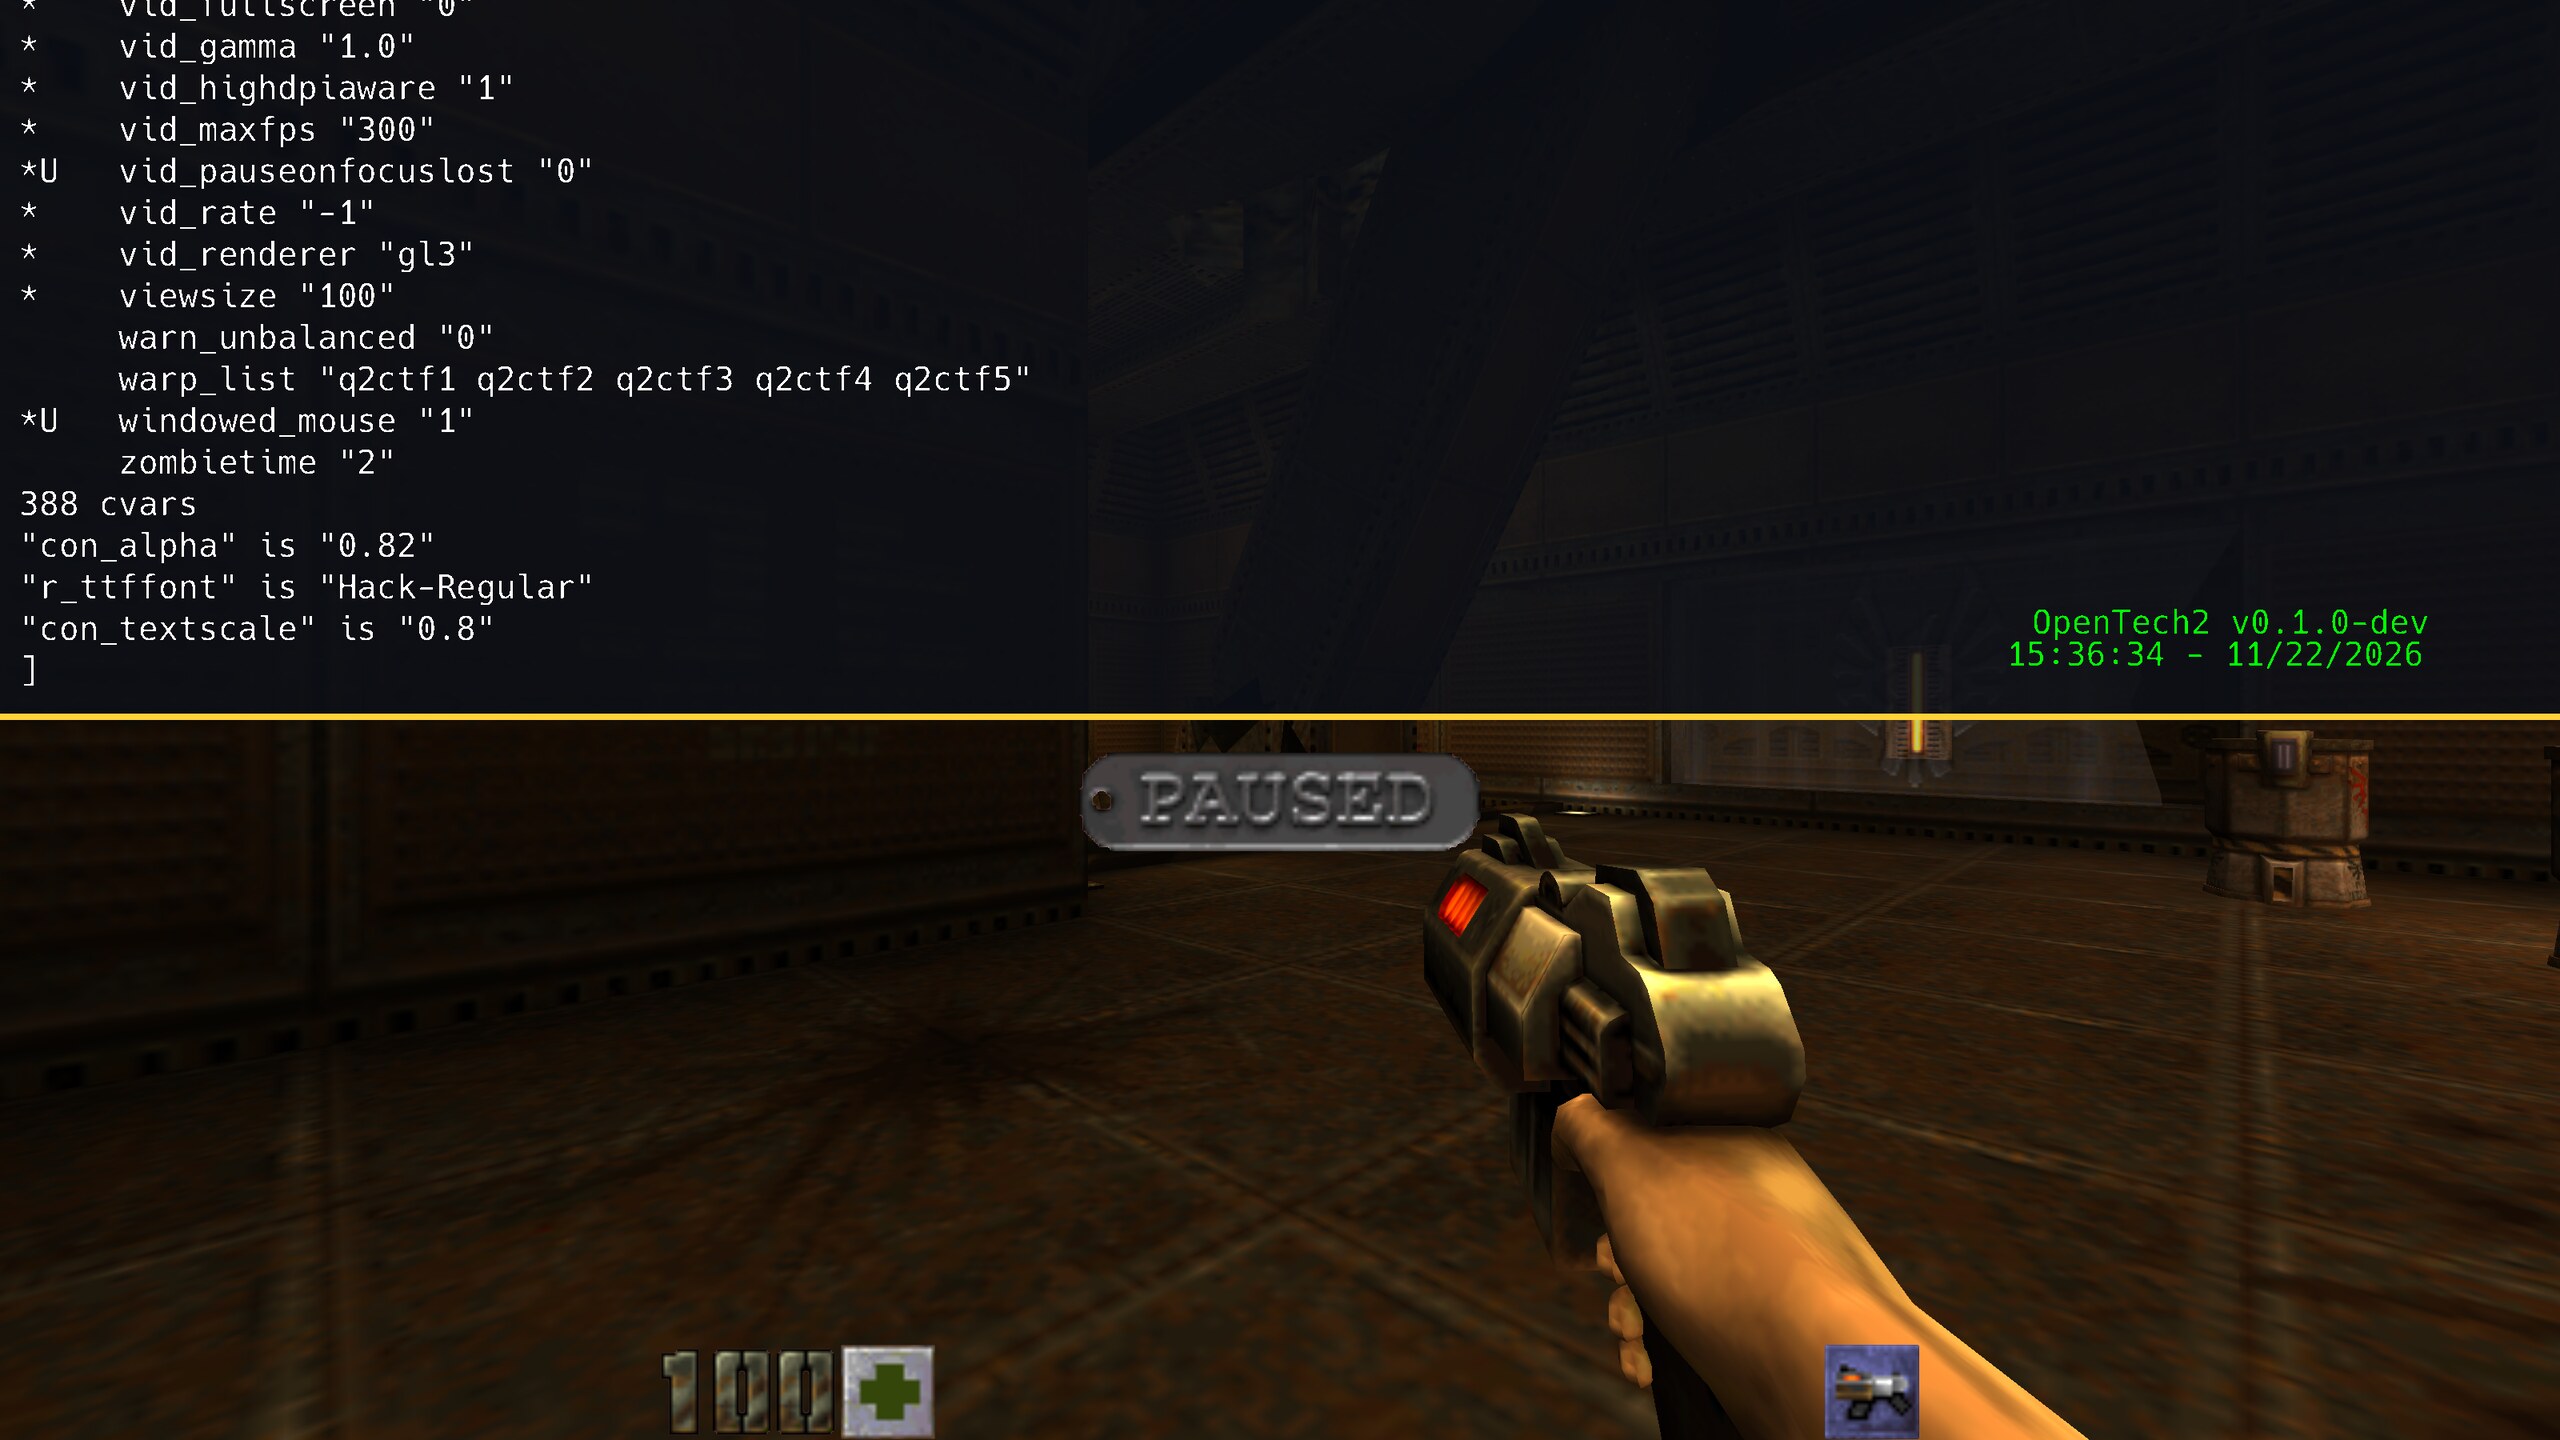 * vid_fullscreen "0"
* vid_gamma "1.0"
* vid_highdpiaware "1"
* vid_maxfps "300"
*U vid_pauseonfocuslost "0"
* vid_rate "-1"
* vid_renderer "gl3"
* viewsize "100"
warn_unbalanced "0"
warp_list "q2ctf1 q2ctf2 q2ctf3 q2ctf4 q2ctf5"
*U windowed_mouse "1"
zombietime "2"
388 cvars
"con_alpha" is "0.82"
"r_ttffont" is "Hack-Regular"
"con_textscale" is "0.8"
]
OpenTech2 v0.1.0-dev
15:36:34 - 11/22/2026
PAUSED
100